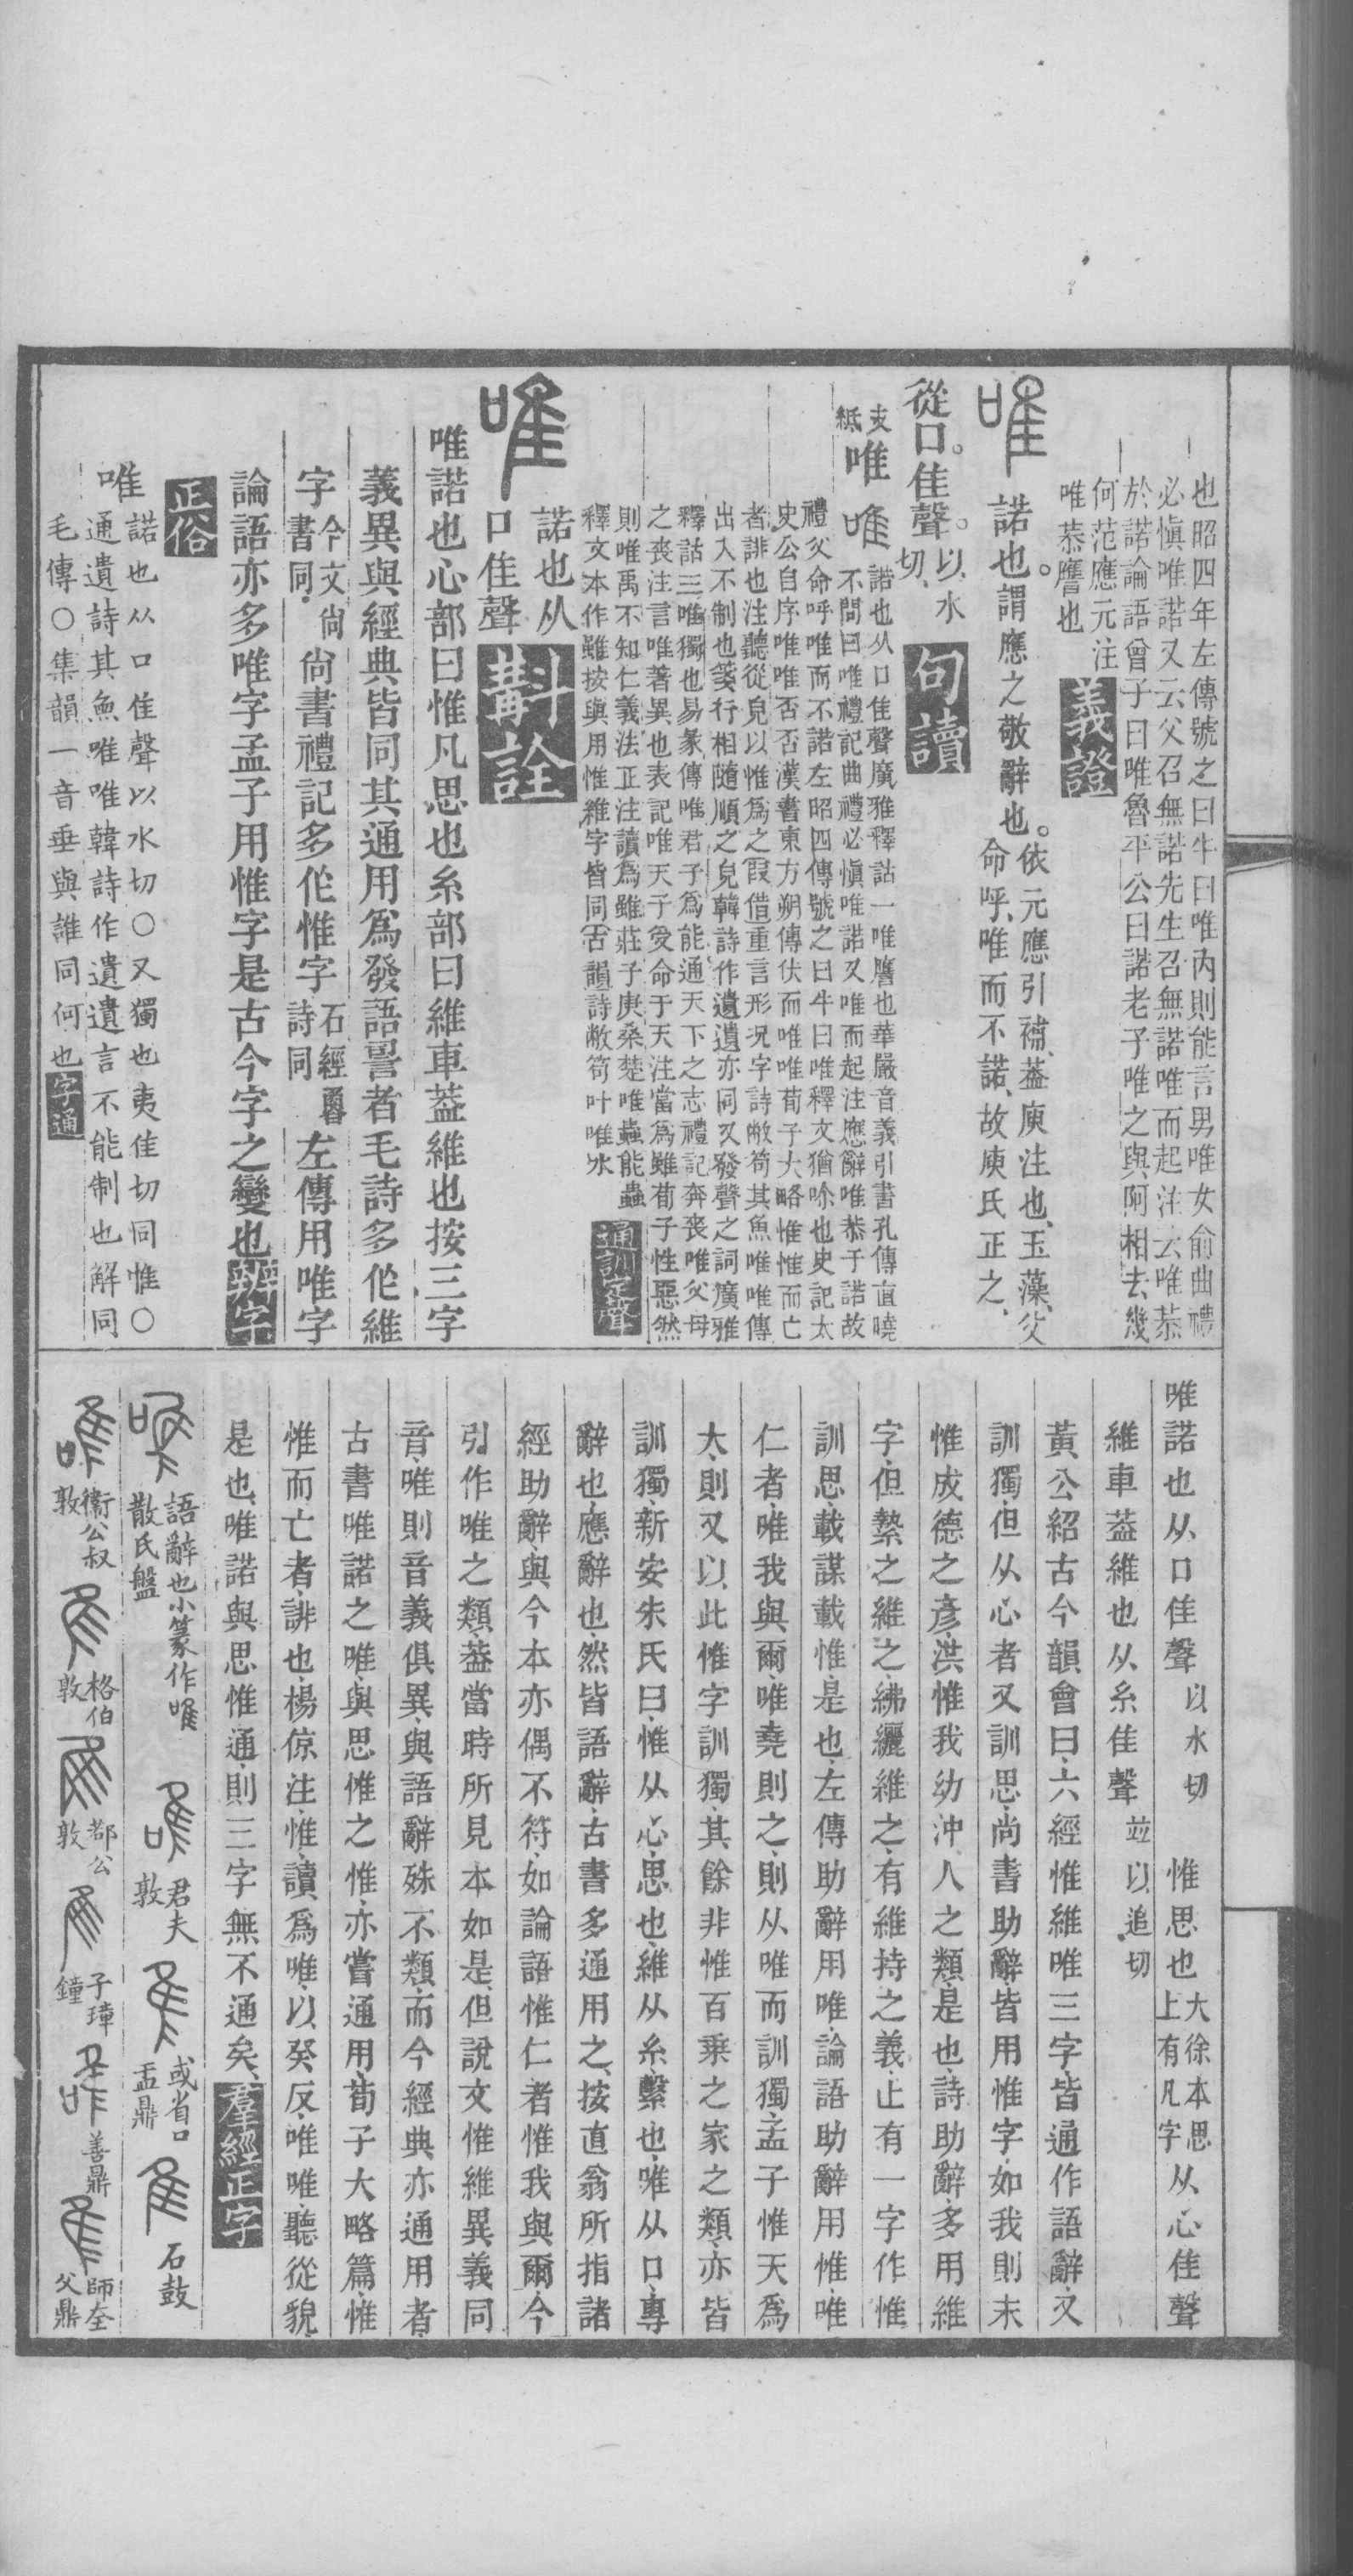 也昭四年左傳號之曰牛曰唯內則能言男唯女俞曲禮
必愼唯諾又云父召無諾先生召無諾唯而起注云唯恭
於諾論語曾子曰唯魯平公曰諾老子唯之與阿相去幾
何范應元注
唯恭譍也
義證
唯
諾也。謂應之敬辭也。
依元應引補、葢庾注也、玉藻、父
命呼、唯而不諾、故庾氏正之、
從口。隹聲。
以水
切、
句讀
支
紙
唯
唯
諾也从口隹聲廣雅釋詁一唯譍也華嚴音義引書孔傳直曉
不問曰唯禮記曲禮必愼唯諾又唯而起注應辭唯恭于諾故
禮父命呼唯而不諾左昭四傳號之曰牛曰唯釋文猶唋也史記太
史公自序唯唯否否漢書東方朔傳伏而唯唯荀子大略惟惟而亡
者誹也注聽從皃以惟爲之叚借重言形況字詩敝笱其魚唯唯傳
出入不制也箋行相隨順之皃韓詩作遺遺亦同又發聲之詞廣雅
釋詁三唯獨也易彖傳唯君子爲能通天下之志禮記奔喪唯父母
之喪注言唯著異也表記唯天子受命于天注當爲雖荀子性惡然
則唯禹不知仁義法正注讀爲雖莊子庚桑楚唯蟲能蟲
釋文本作雖按與用惟維字皆同古韻詩敝笱叶唯水
通訓定聲
唯
諾也从
口隹聲
斠詮
唯諾也心部曰惟凡思也糸部曰維車葢維也按三字
義異與經典皆同其通用爲發語䛐者毛詩多作維
字
今文尙
書同
尙書禮記多作惟字
石經魯
詩同
左傳用唯字
論語亦多唯字孟子用惟字是古今字之變也
辨字
正俗
唯
諾也从口隹聲以水切○又獨也夷隹切同惟○
通遺詩其魚唯唯韓詩作遺遺言不能制也解同
毛傳○集韻一音垂與誰同何也
字通
唯諾也从口隹聲
以水切
惟思也
大徐本思
上有凡字
从心隹聲
維車葢維也从糸隹聲
竝以追切
黃公紹古今韻會曰六經惟維唯三字皆通作語辭又
訓獨但从心者又訓思尙書助辭皆用惟字如我則末
惟成德之彥洪惟我幼沖人之類是也詩助辭多用維
字但縶之維之紼纚維之有維持之義止有一字作惟
訓思載謀載惟是也左傳助辭用唯論語助辭用惟唯
仁者唯我與爾唯堯則之則从唯而訓獨孟子惟天爲
大則又以此惟字訓獨其餘非惟百乘之家之類亦皆
訓獨新安朱氏曰惟从心思也維从糸繫也唯从口專
辭也應辭也然皆語辭古書多通用之按直翁所指諸
經助辭與今本亦偶不符如論語惟仁者惟我與爾今
引作唯之類葢當時所見本如是但說文惟維異義同
音唯則音義俱異與語辭殊不類而今經典亦通用者
古書唯諾之唯與思惟之惟亦嘗通用荀子大略篇惟
惟而亡者誹也楊倞注惟讀爲唯以癸反唯唯聽從貌
是也唯諾與思惟通則三字無不通矣
羣經正字
唯
語辭也小篆作唯
散氏盤
君夫
敦
或省口
盂鼎
石鼓
衞公叔
敦
格伯
敦
都公
敦
子璋
鐘
善鼎
師㚔
父鼎